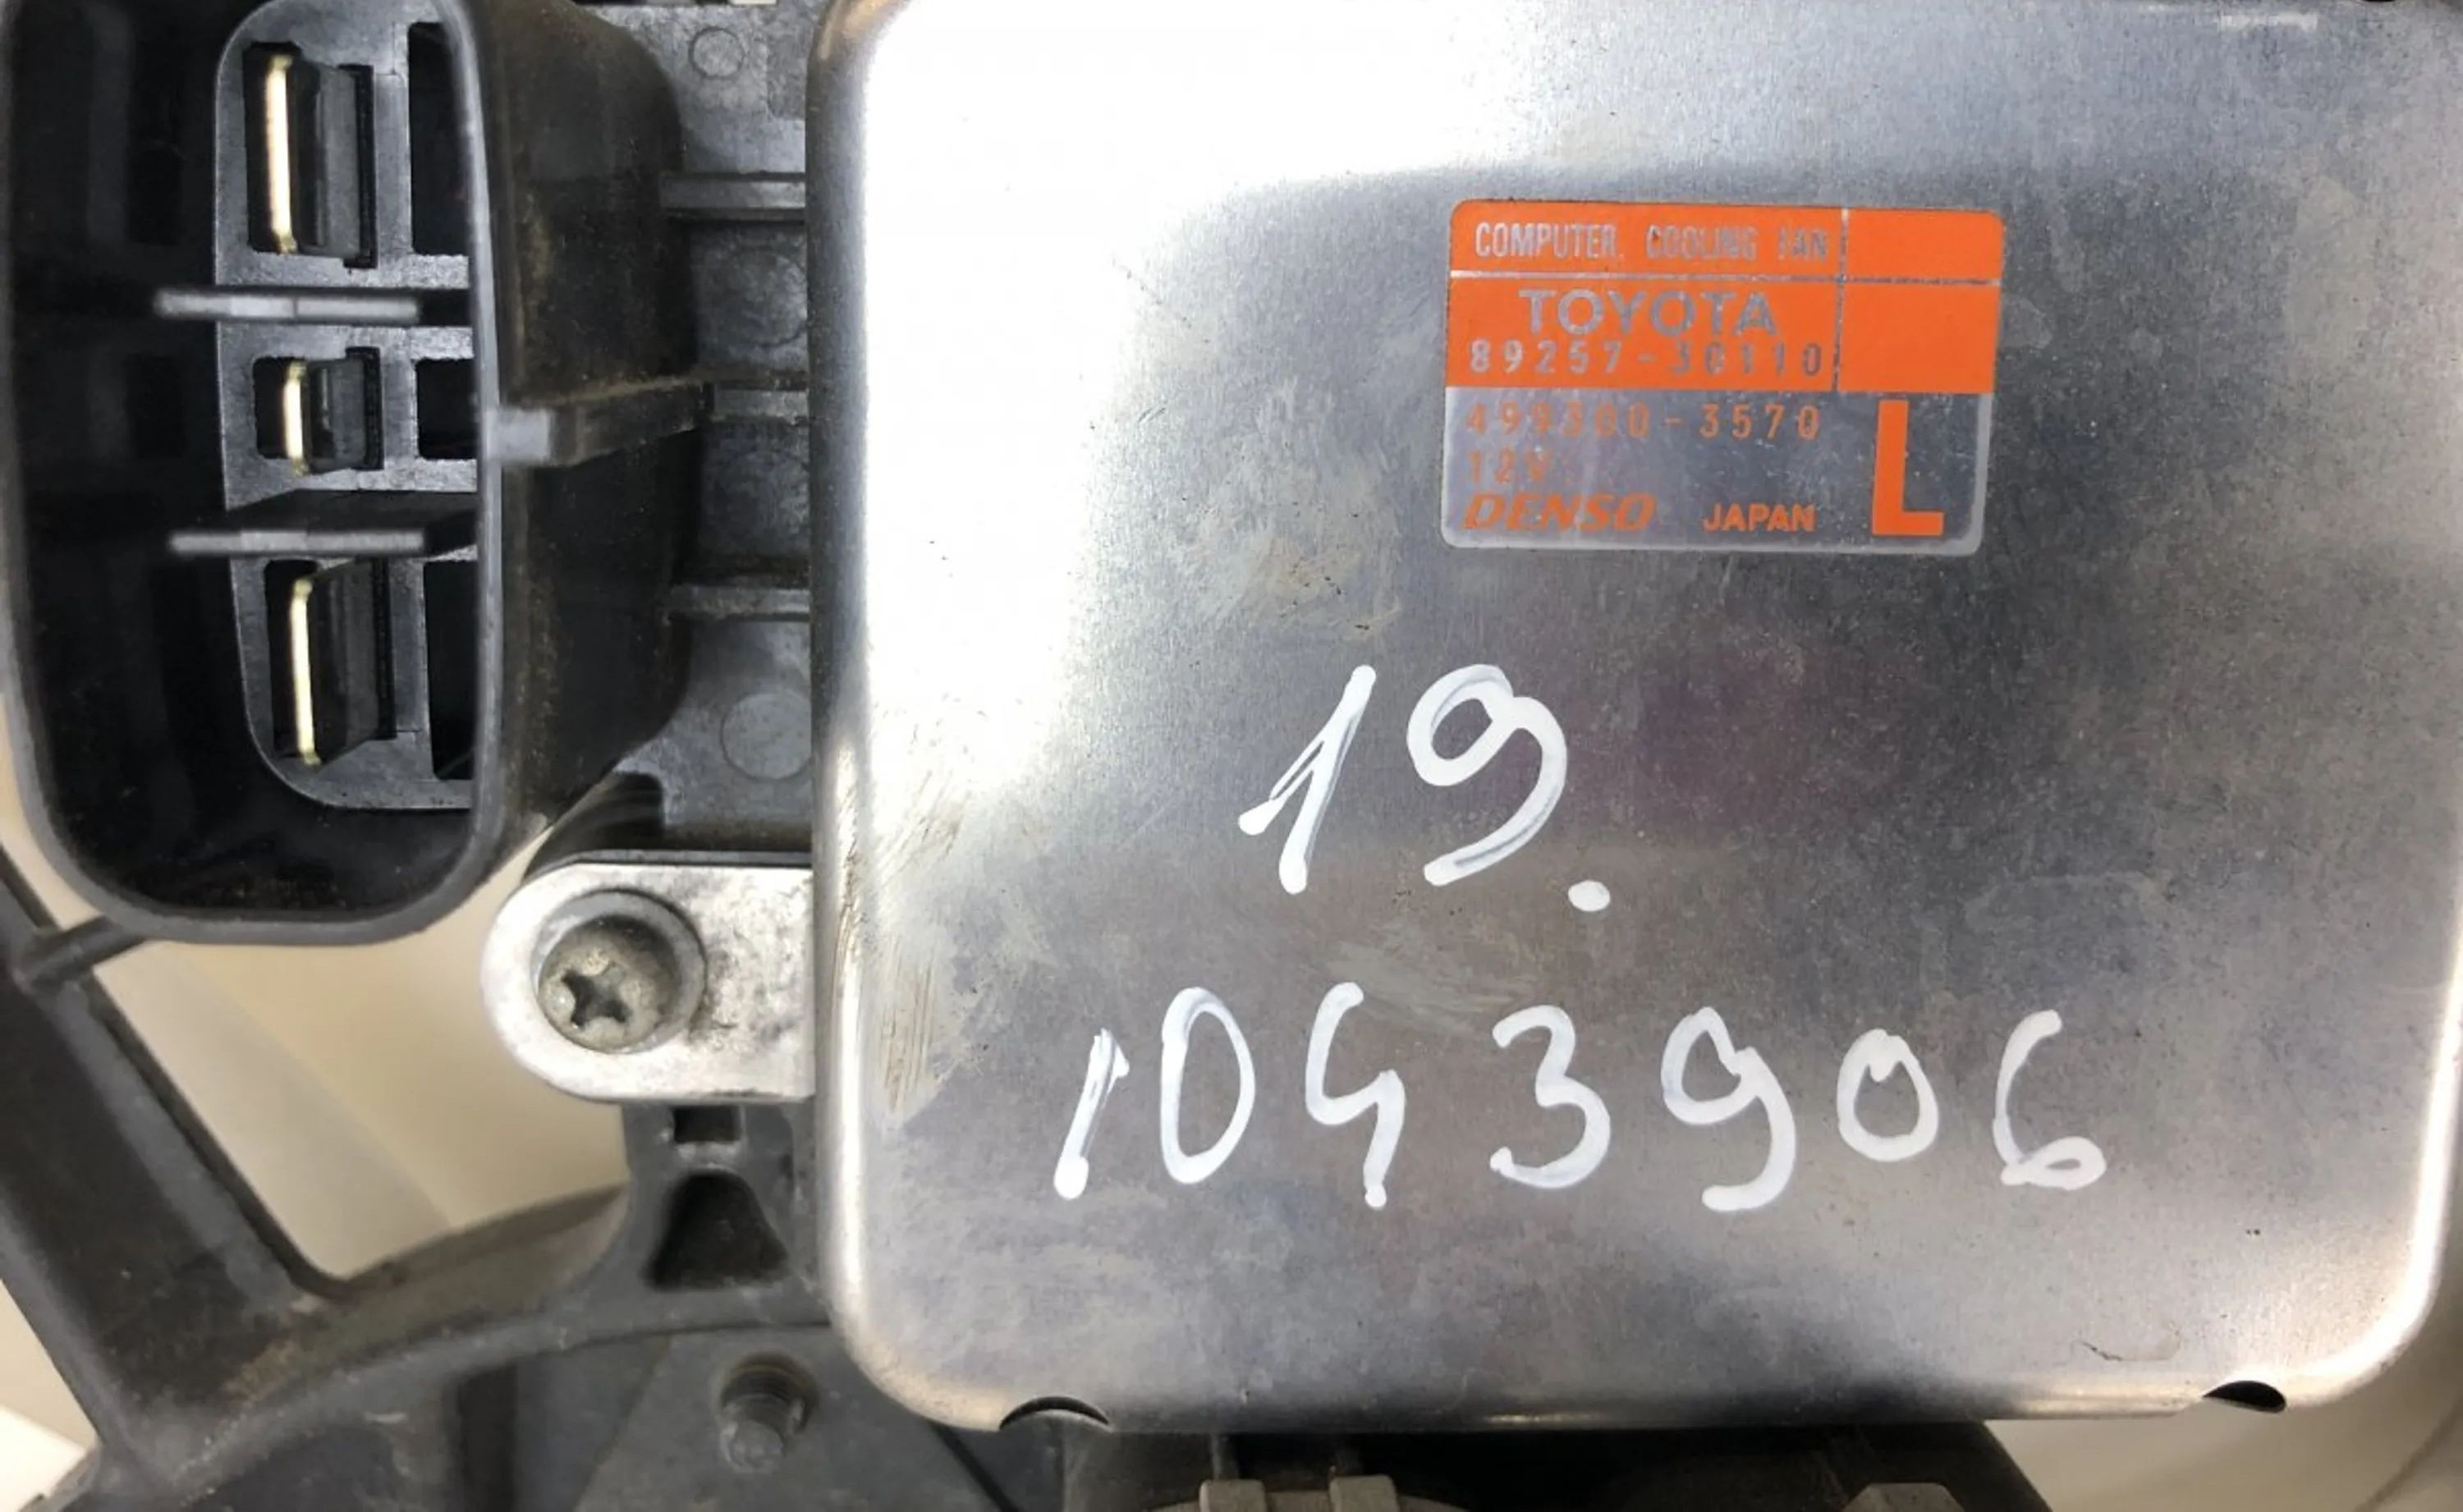 COMPUTER, COOLING FAN
TOYOTA
89257-30110
499300-3570
12V
DENSO JAPAN
L
19.
1043906